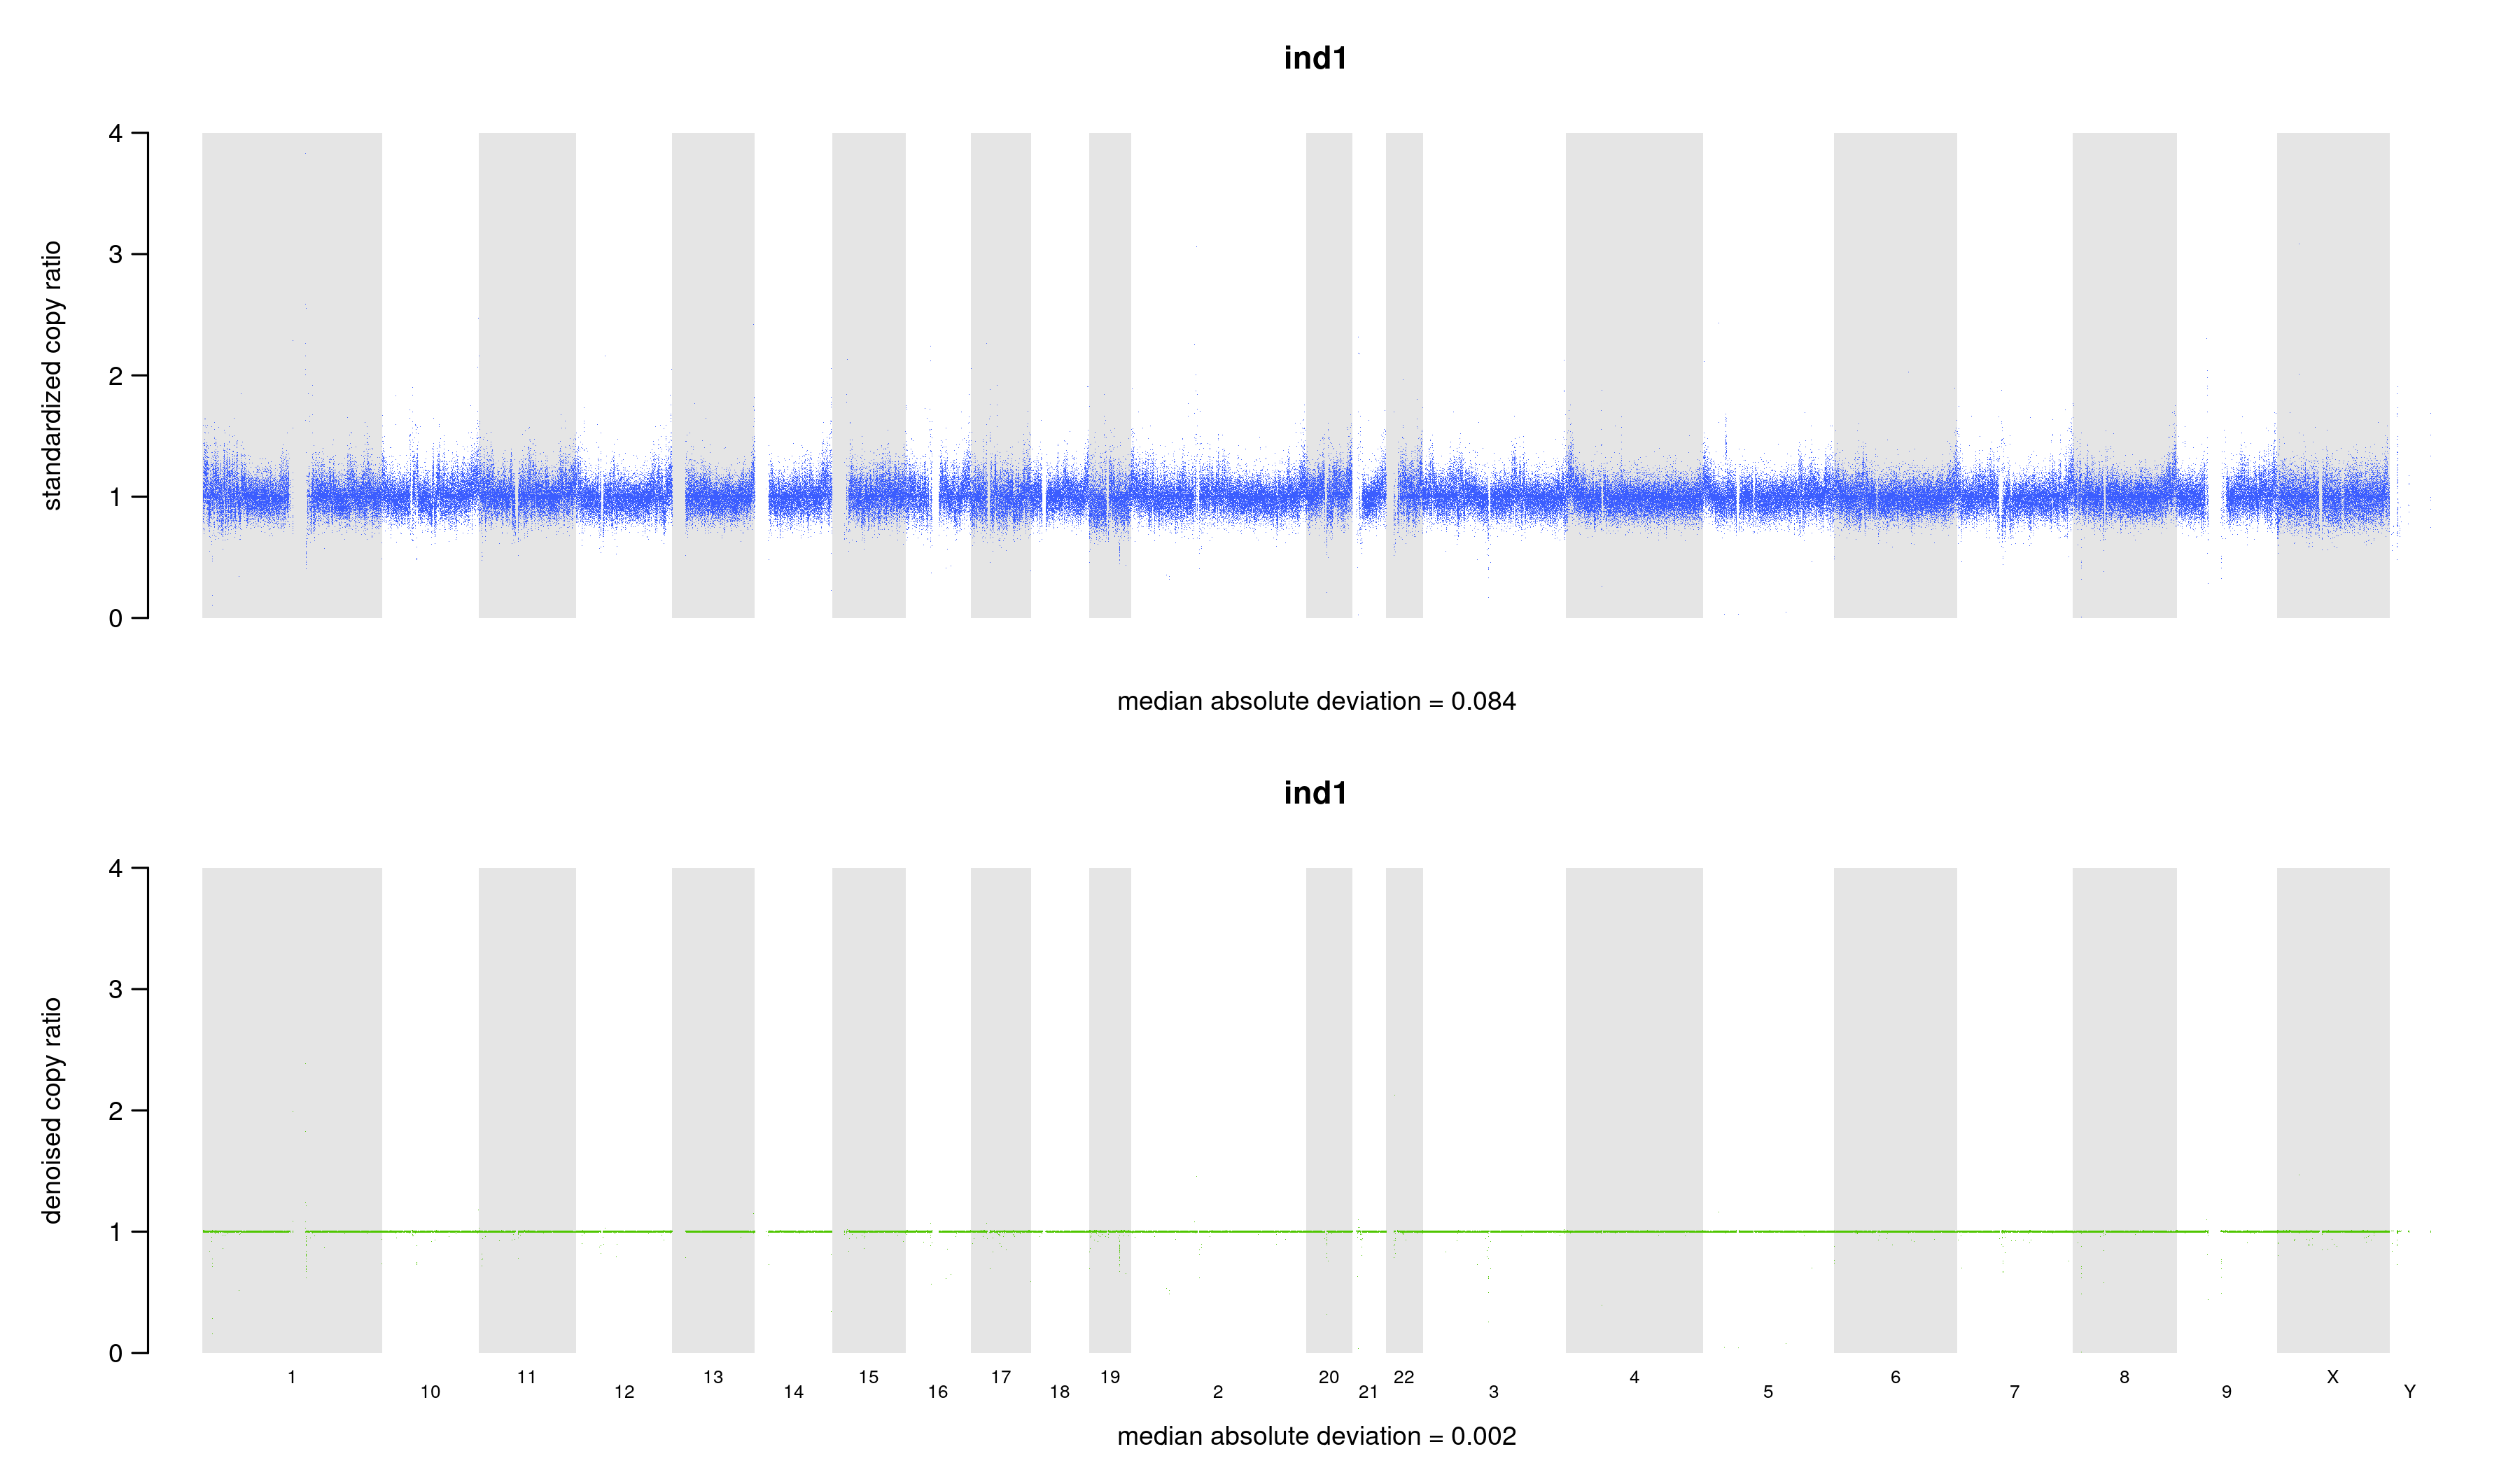 ind1
standardized copy ratio
4
3
2
1
0
median absolute deviation = 0.084
ind1
denoised copy ratio
4
3
2
1
0
1 10 11 12 13 14 15 16 17 18 19 2 20 21 22 3 4 5 6 7 8 9 X Y
median absolute deviation = 0.002